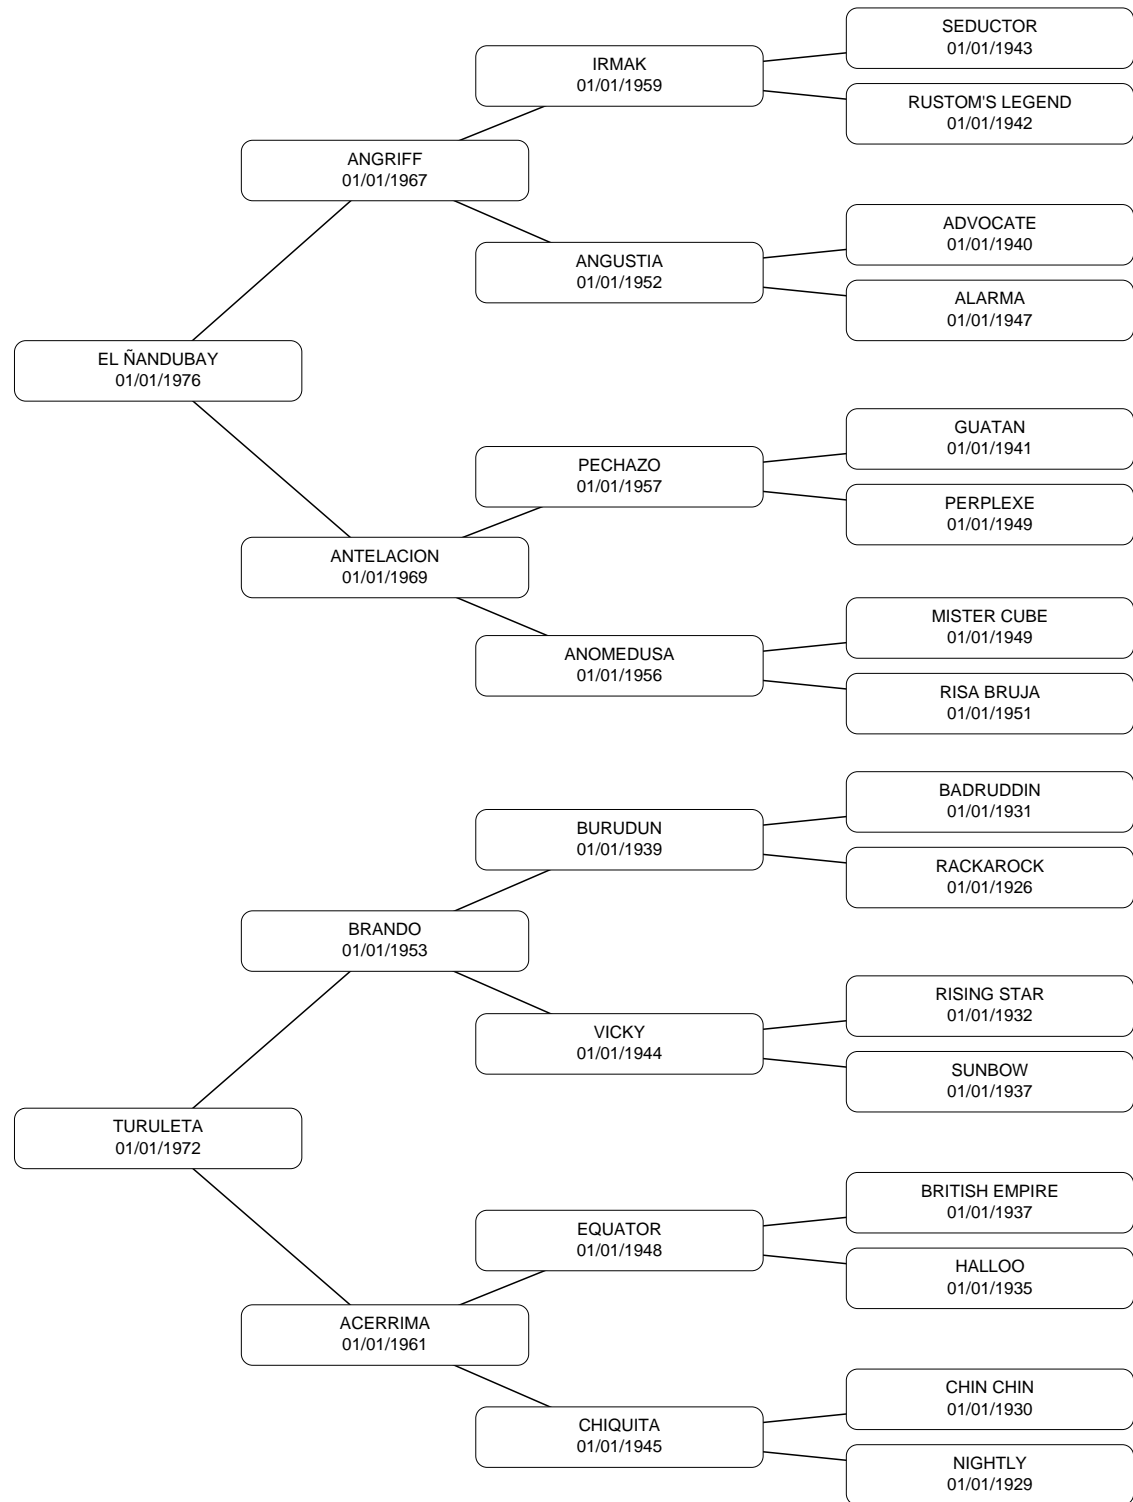 SEDUCTOR
01/01/1943
IRMAK
01/01/1959
RUSTOM'S LEGEND
01/01/1942
ANGRIFF
01/01/1967
ADVOCATE
01/01/1940
ANGUSTIA
01/01/1952
ALARMA
01/01/1947
EL ÑANDUBAY
01/01/1976
GUATAN
01/01/1941
PECHAZO
01/01/1957
PERPLEXE
01/01/1949
ANTELACION
01/01/1969
MISTER CUBE
01/01/1949
ANOMEDUSA
01/01/1956
RISA BRUJA
01/01/1951
BADRUDDIN
01/01/1931
BURUDUN
01/01/1939
RACKAROCK
01/01/1926
BRANDO
01/01/1953
RISING STAR
01/01/1932
VICKY
01/01/1944
SUNBOW
01/01/1937
TURULETA
01/01/1972
BRITISH EMPIRE
01/01/1937
EQUATOR
01/01/1948
HALLOO
01/01/1935
ACERRIMA
01/01/1961
CHIN CHIN
01/01/1930
CHIQUITA
01/01/1945
NIGHTLY
01/01/1929